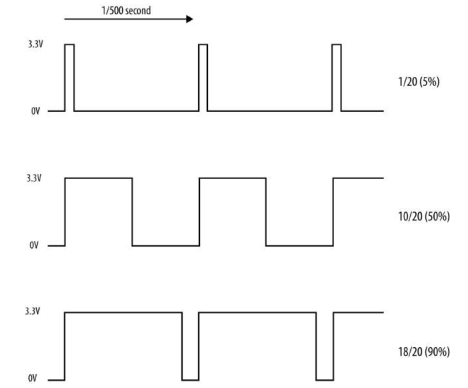 1/500 second
3.3V
1/20 (5%)
0V
3.3V
10/20 (50%)
0V
3.3V
18/20 (90%)
0V